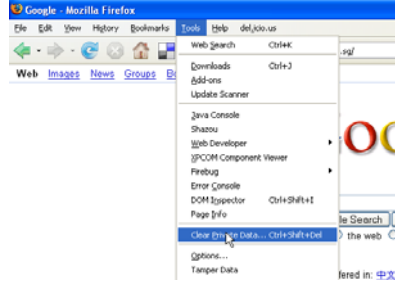 Google - Mozilla Firefox
File Edit View History Bookmarks Tools Help del.icio.us
Web Search Ctrl+K
.sg/
Web Images News Groups
Downloads Ctrl+J
Add-ons
Update Scanner
Java Console
Shazou
Web Developer
XPCOM Component Viewer
Firebug
Error Console
DOM Inspector Ctrl+Shift+I
Page Info
le Search
Clear Private Data... Ctrl+Shift+Del
the web
Options...
Tamper Data
fered in: 中文